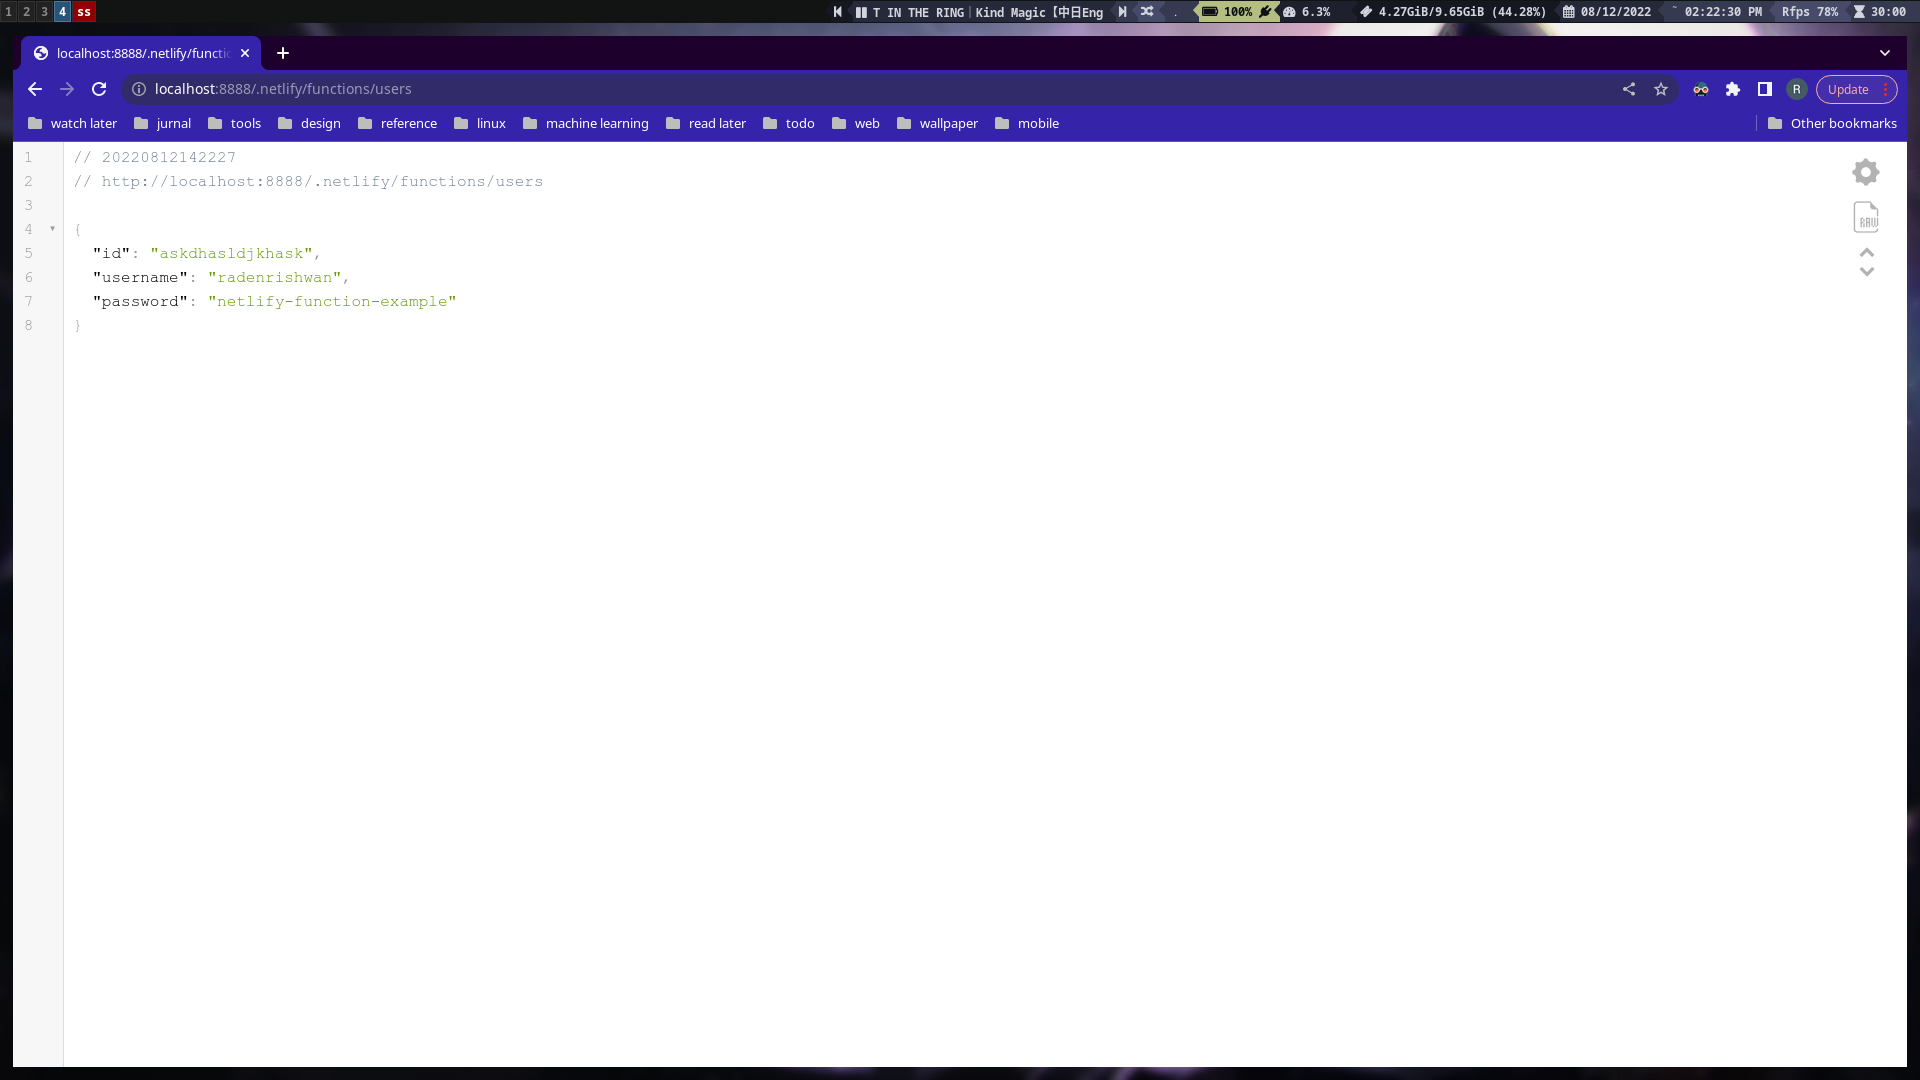 1 2 3 4 ss
T IN THE RING | Kind Magic【中日Eng
100% 6.3% 4.27GiB/9.65GiB (44.28%) 08/12/2022 02:22:30 PM Rfps 78% 30:00
localhost:8888/.netlify/functio
localhost:8888/.netlify/functions/users
R Update
watch later jurnal tools design reference linux machine learning read later todo web wallpaper mobile Other bookmarks
1 // 20220812142227
2 // http://localhost:8888/.netlify/functions/users
3
4 {
5 "id": "askdhasldjkhask",
6 "username": "radenrishwan",
7 "password": "netlify-function-example"
8 }
RAW